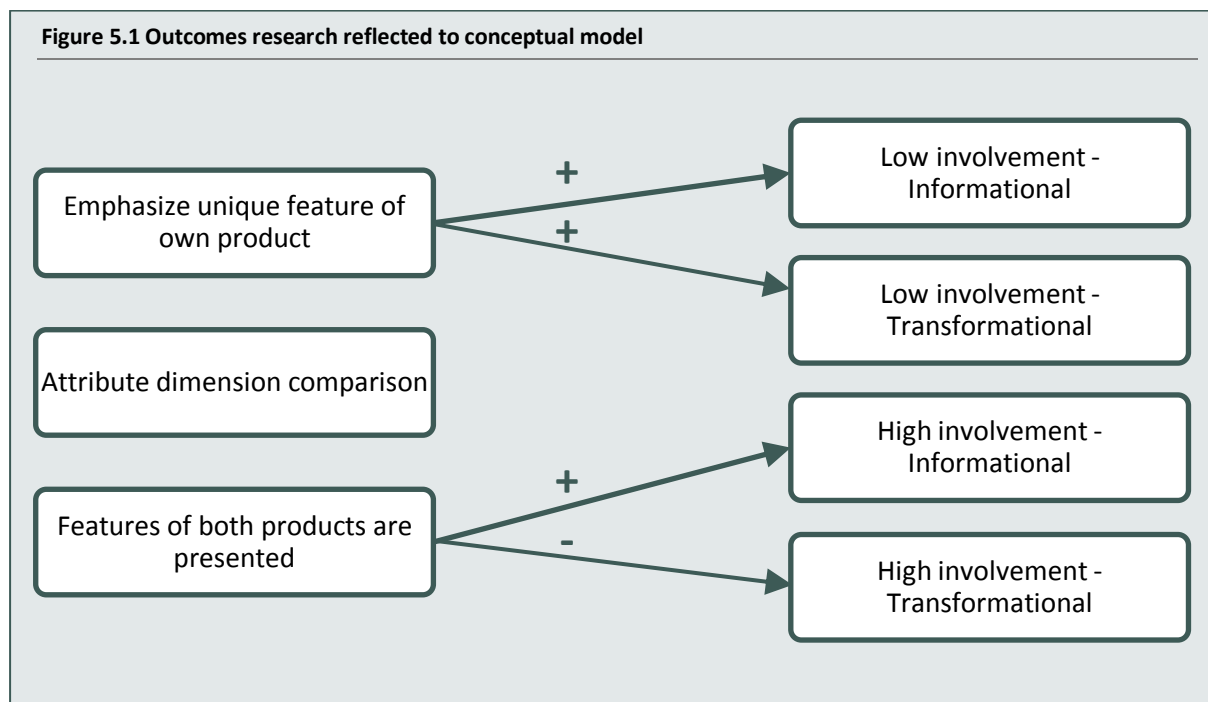 Figure 5.1 Outcomes research reflected to conceptual model
Emphasize unique feature of
own product
Attribute dimension comparison
Features of both products are
presented
+
+
+
-
Low involvement -
Informational
Low involvement -
Transformational
High involvement -
Informational
High involvement -
Transformational